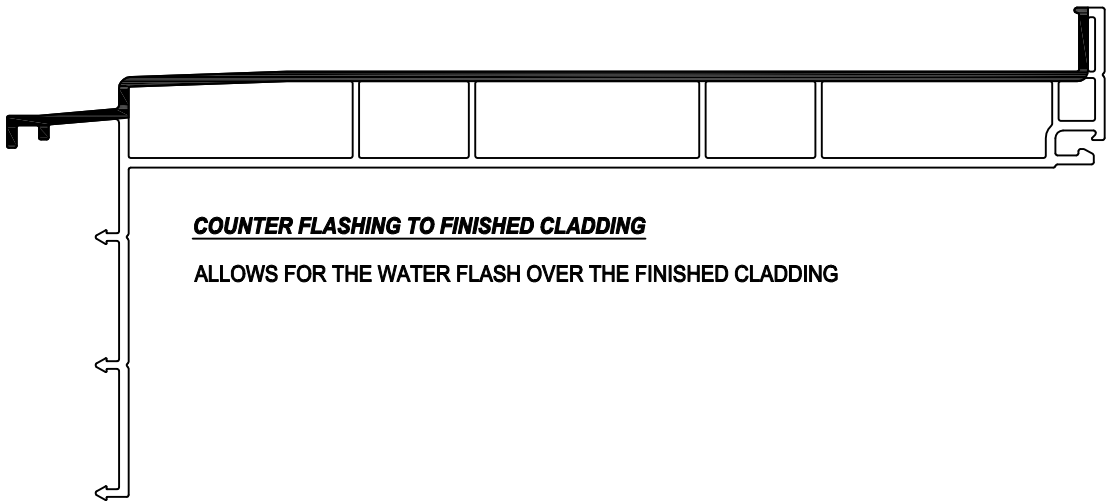 COUNTER FLASHING TO FINISHED CLADDING
ALLOWS FOR THE WATER FLASH OVER THE FINISHED CLADDING